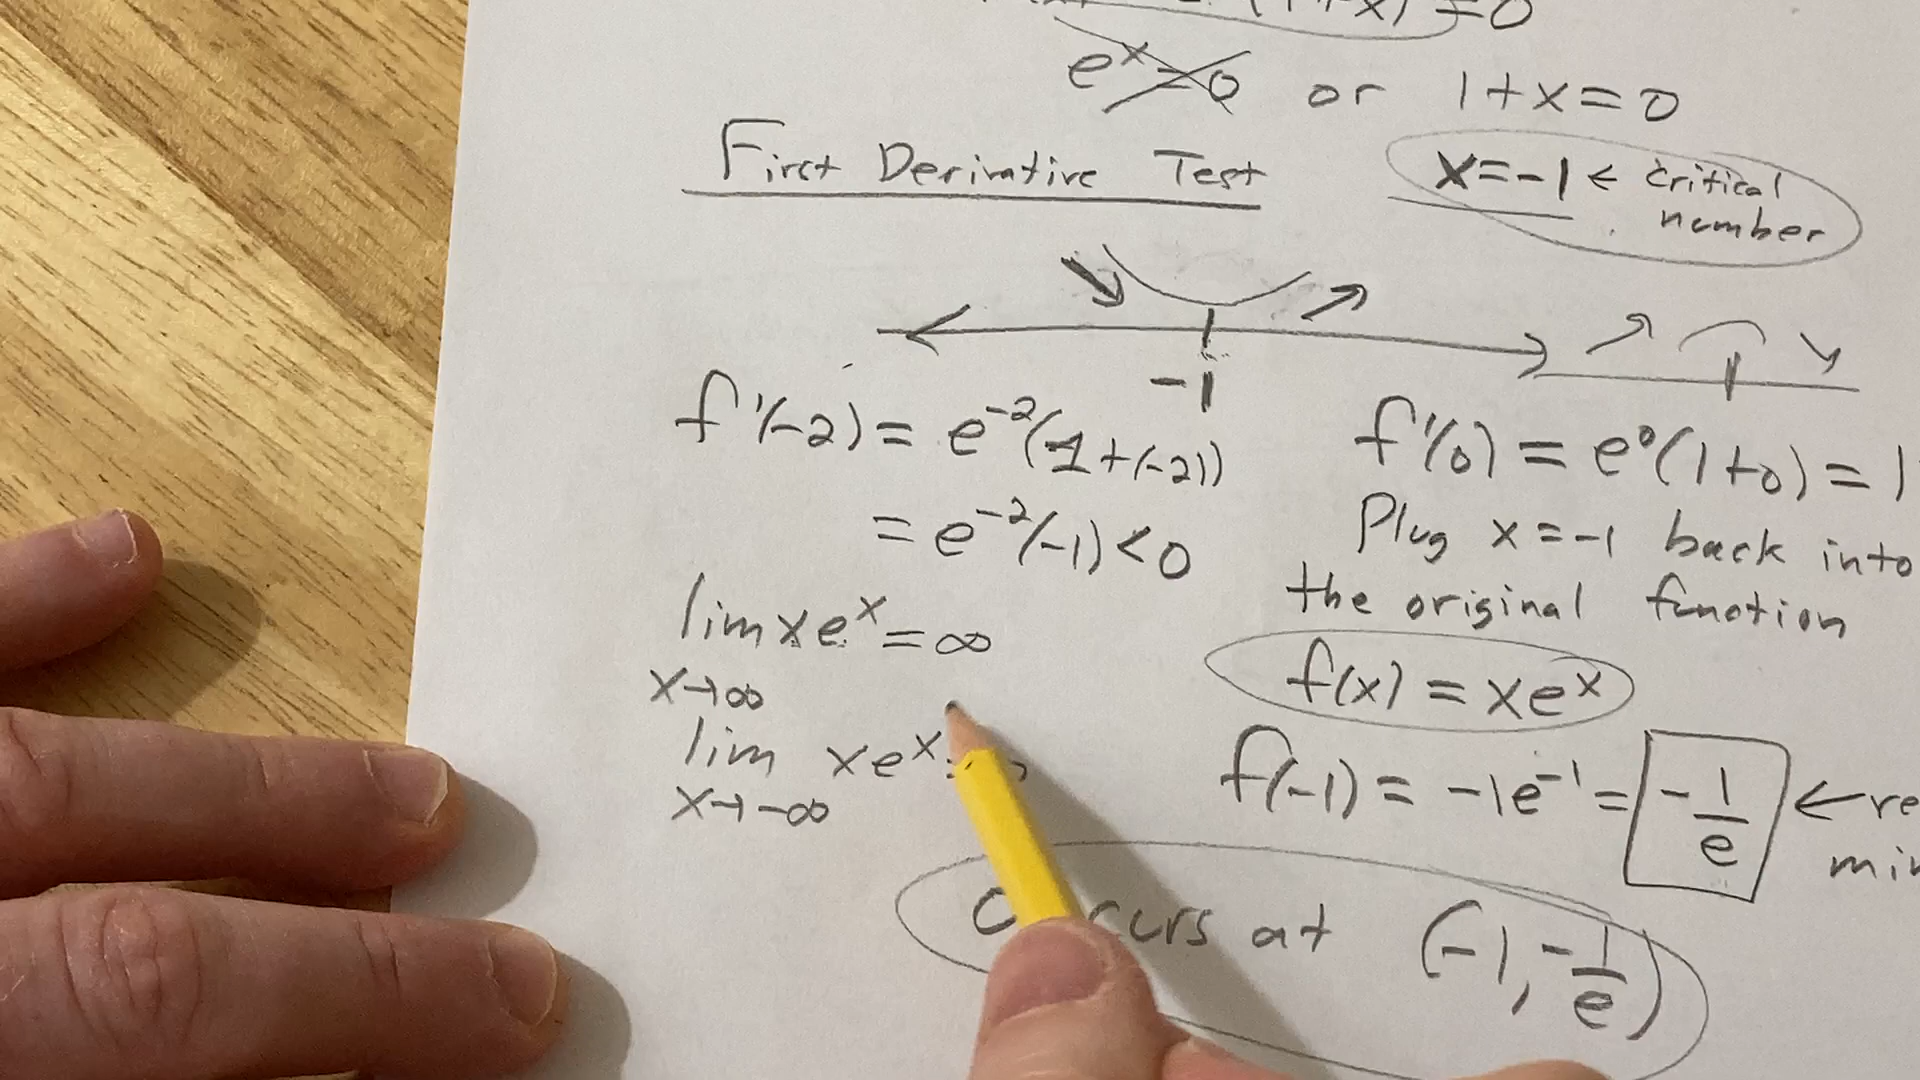 (1+x)=0
e^x=0 or 1+x=0
First Derivative Test
x=-1 ← critical
number
-1
f'(-2) = e^-2(1+(-2))
= e^-2(-1) < 0
f'(0) = e^0(1+0) = 1
Plug x=-1 back into
the original function
f(x) = xe^x
f(-1) = -1e^-1 = -1/e ←
lim xe^x = ∞
x→∞
lim xe^x
x→-∞
at (-1, -1/e)